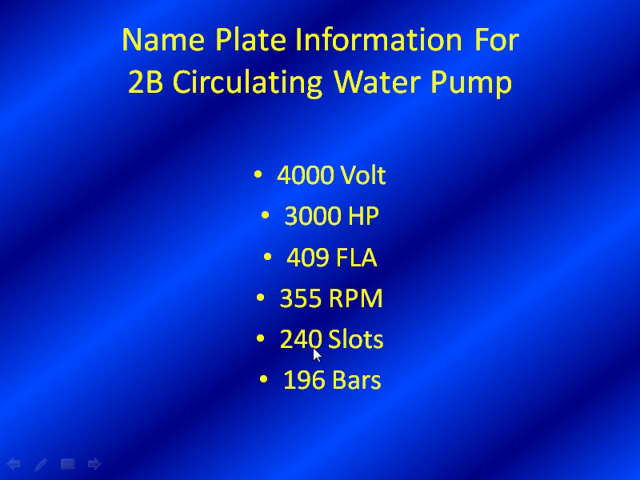 Name Plate Information For
2B Circulating Water Pump
• 4000 Volt
• 3000 HP
• 409 FLA
• 355 RPM
• 240 Slots
• 196 Bars